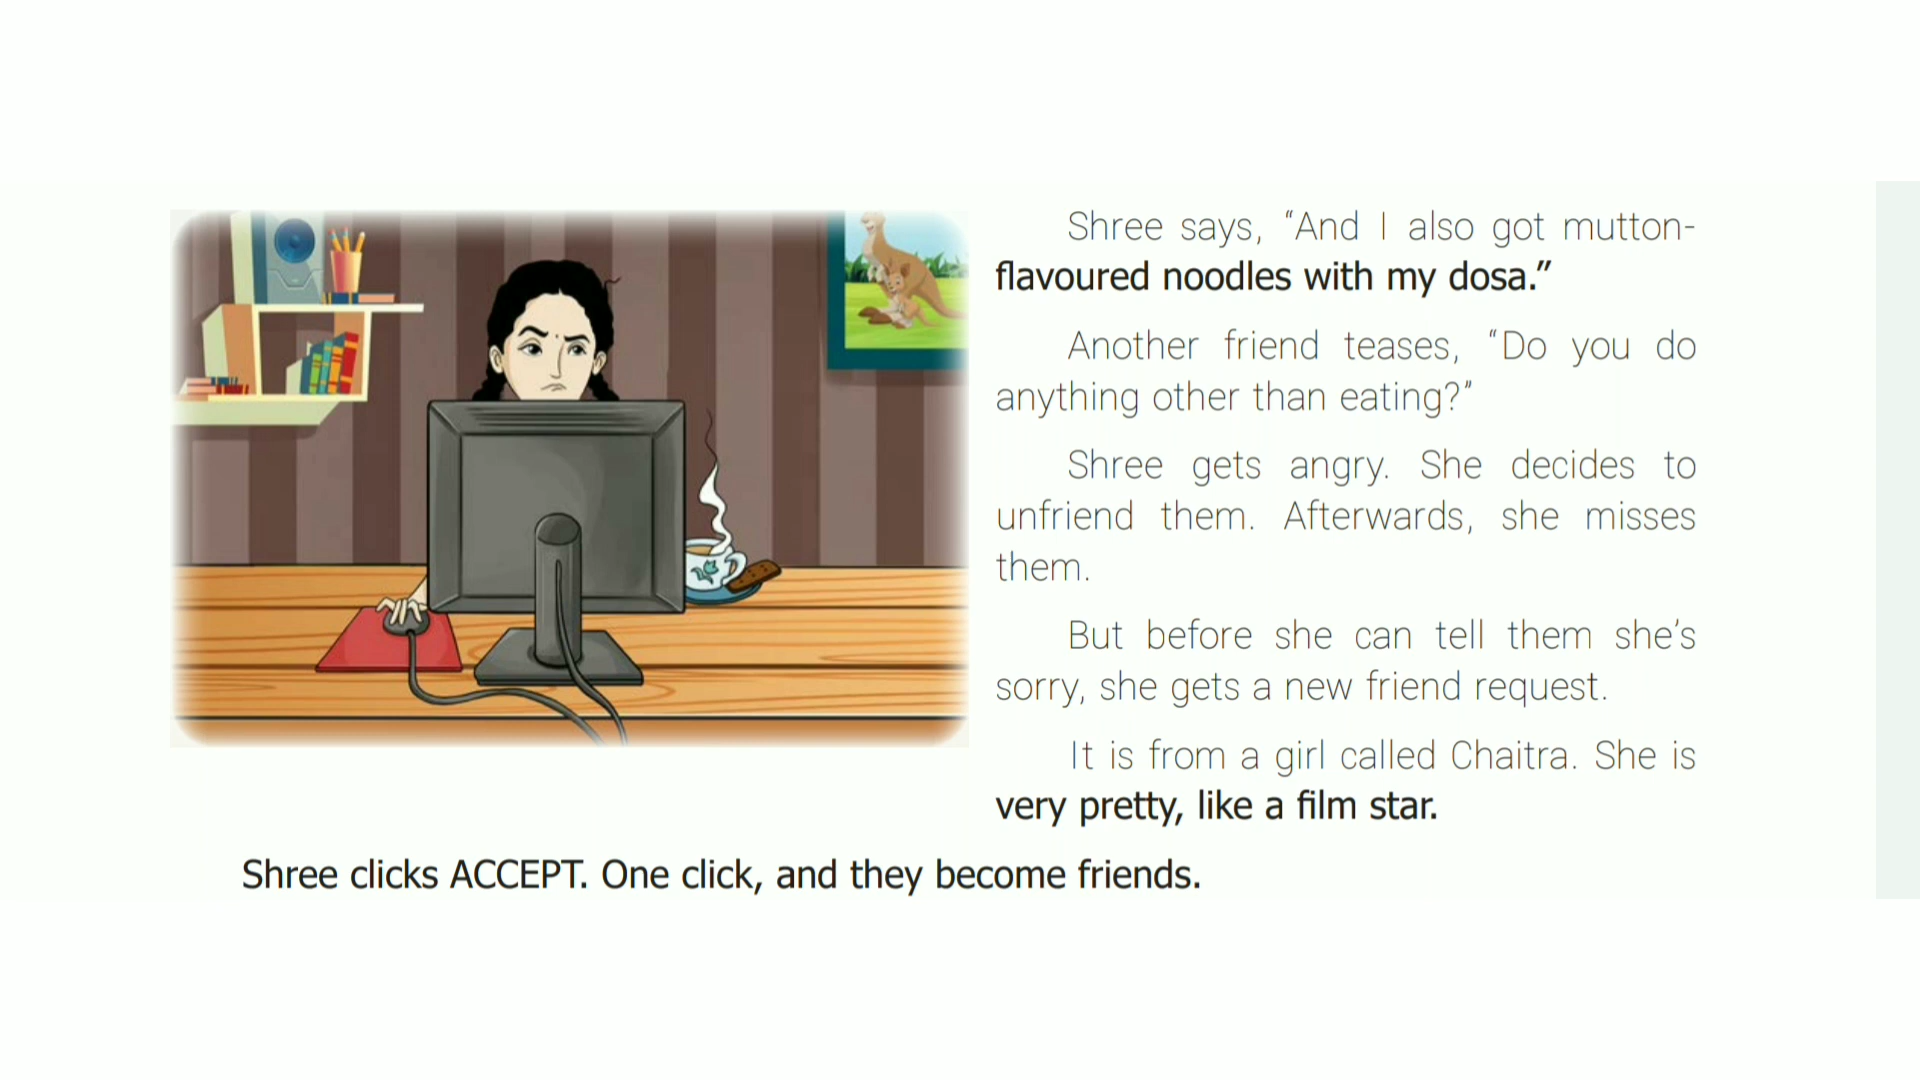 Shree says, “And I also got mutton-
flavoured noodles with my dosa.”
Another friend teases, “Do you do
anything other than eating?”
Shree gets angry. She decides to
unfriend them. Afterwards, she misses
them.
But before she can tell them she’s
sorry, she gets a new friend request.
It is from a girl called Chaitra. She is
very pretty, like a film star.
Shree clicks ACCEPT. One click, and they become friends.